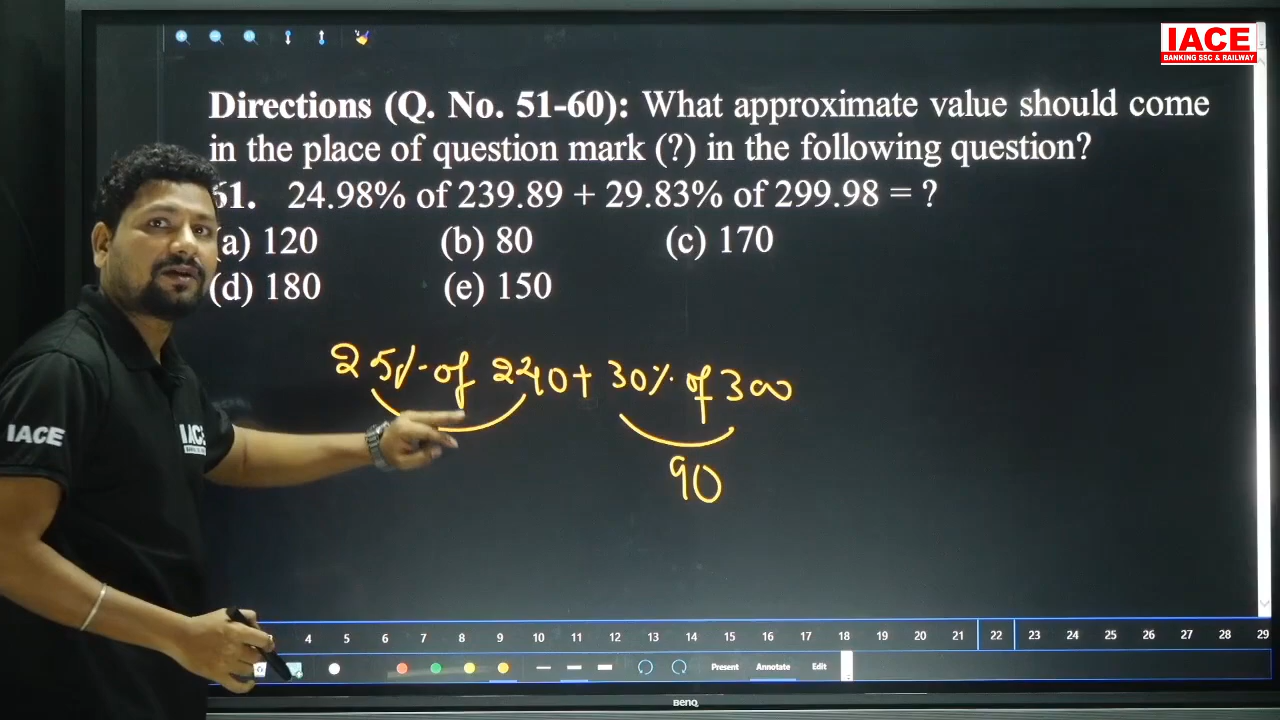 IACE
BANKING SSC & RAILWAY
Directions (Q. No. 51-60): What approximate value should come
in the place of question mark (?) in the following question?
61. 24.98% of 239.89 + 29.83% of 299.98 = ?
(a) 120 (b) 80 (c) 170
(d) 180 (e) 150
25% of 240 + 30% of 300
90
IACE
IACE
4 5 6 7 8 9 10 11 12 13 14 15 16 17 18 19 20 21 22 23 24 25 26 27 28 29
Present Annotate Edit
BenQ